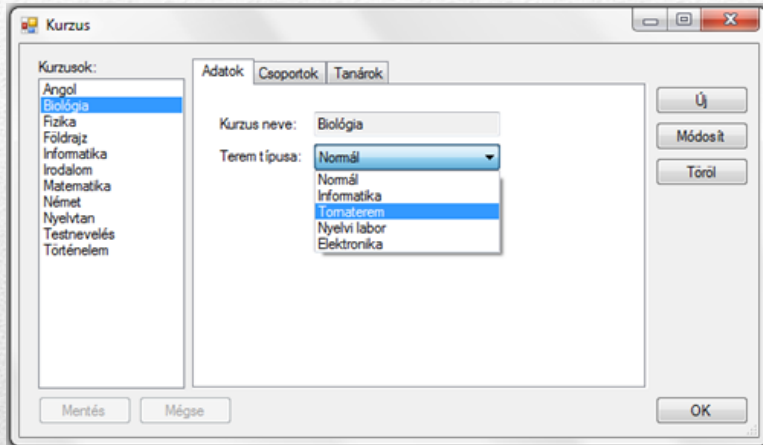 Kurzus
Kurzusok:
Angol
Biológia
Fizika
Földrajz
Informatika
Irodalom
Matematika
Német
Nyelvtan
Testnevelés
Történelem
Adatok Csoportok Tanárok
Kurzus neve: Biológia
Terem típusa: Normál
Normál
Informatika
Tornaterem
Nyelvi labor
Elektronika
Új
Módosít
Töröl
Mentés Mégse OK